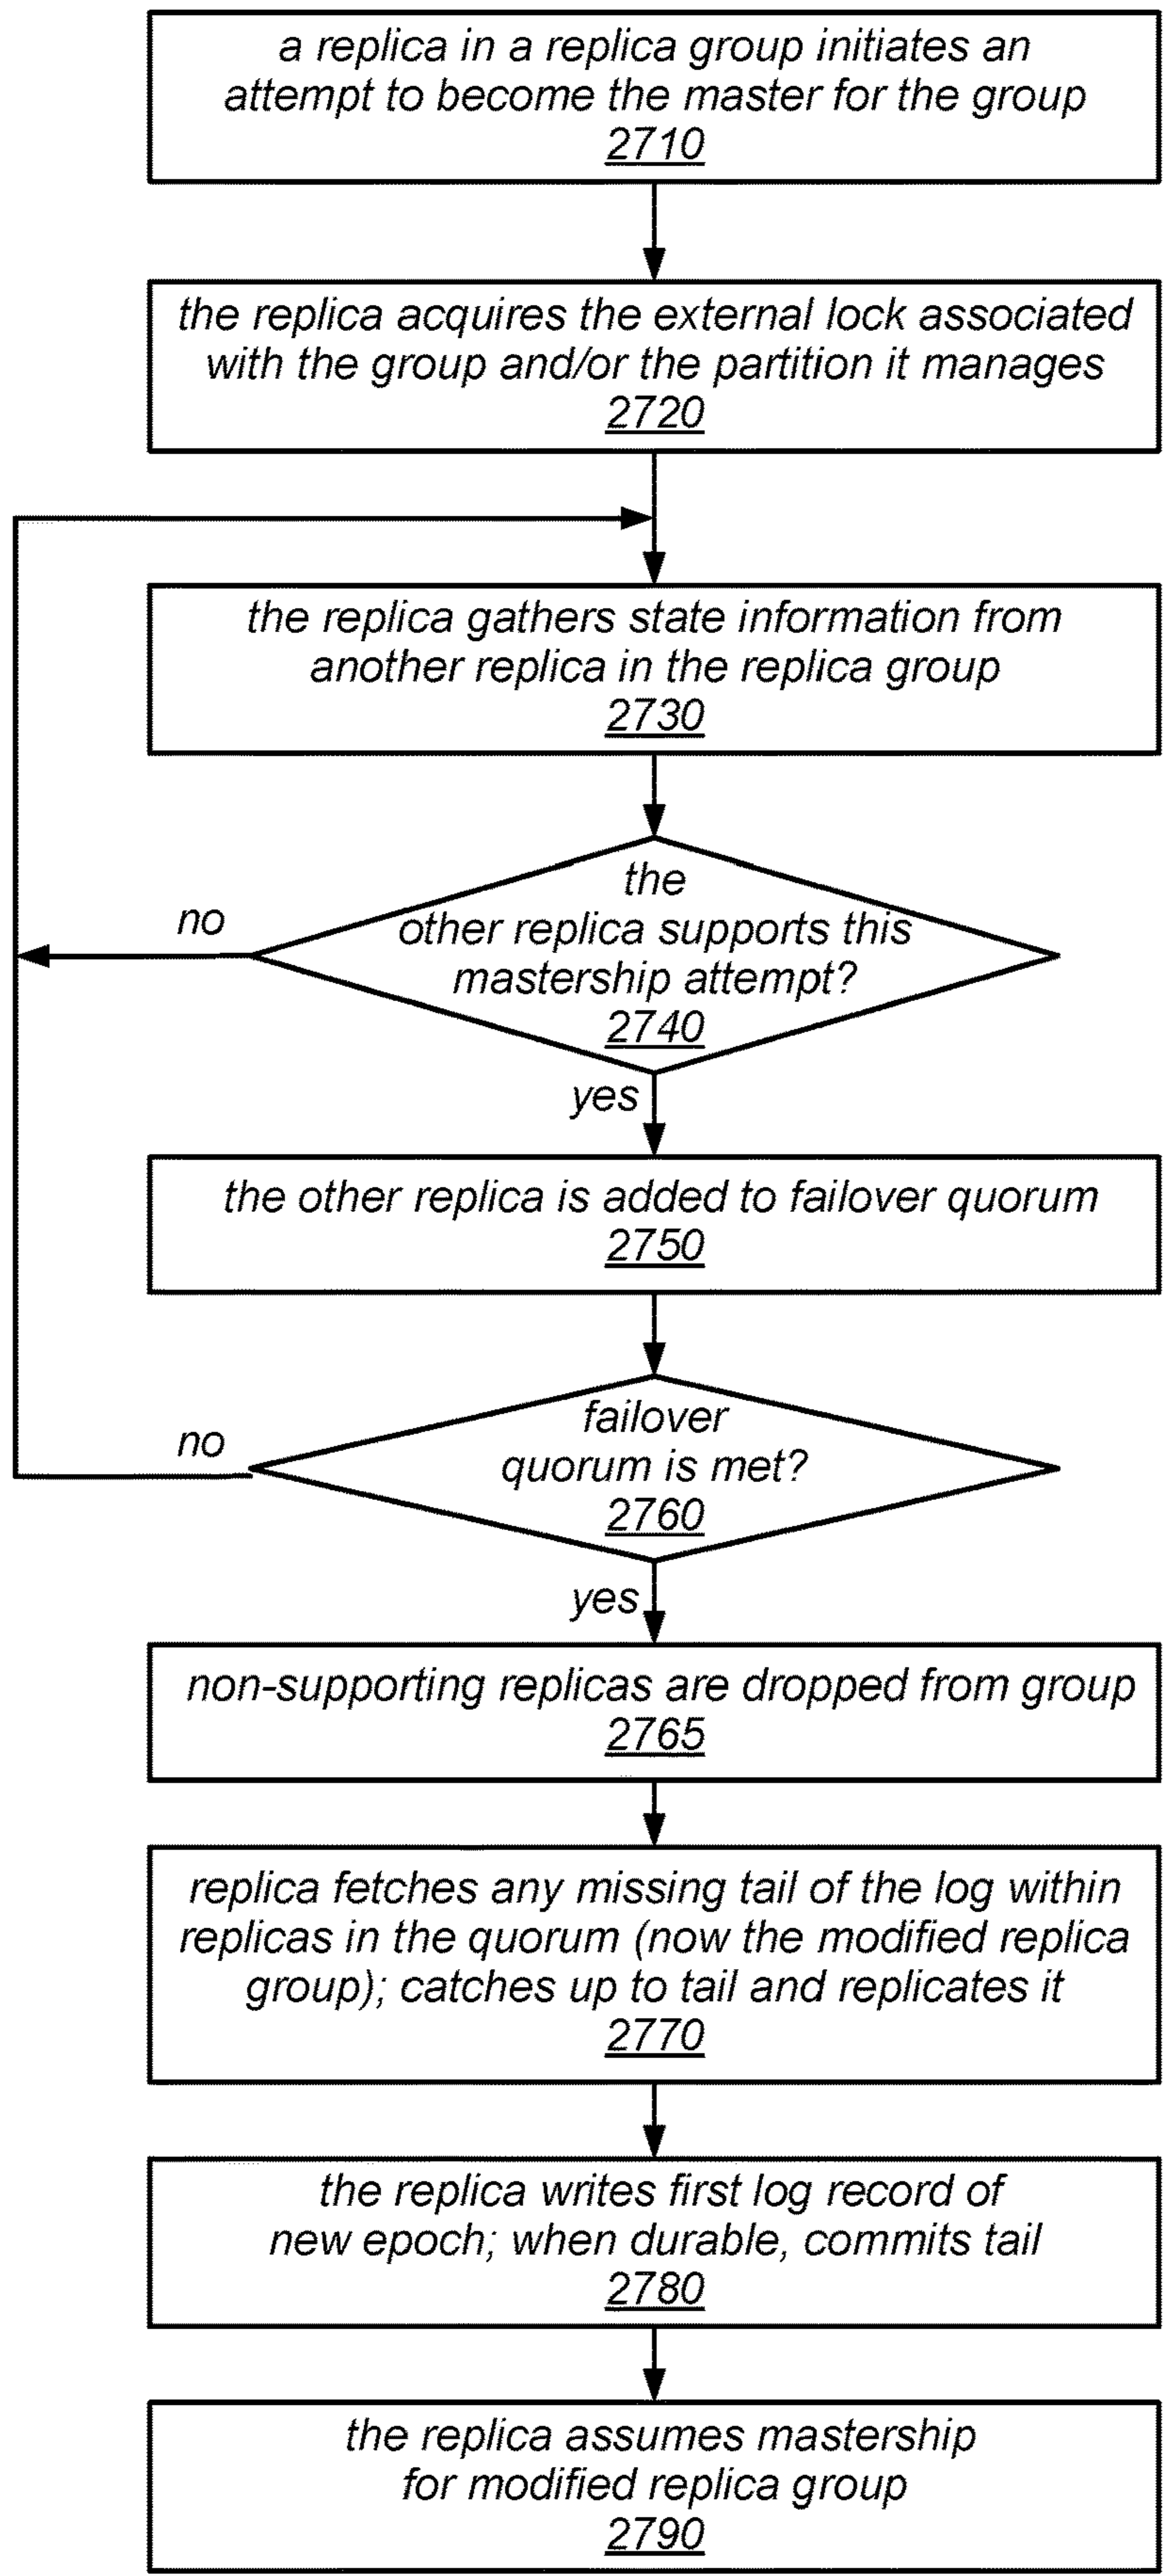 a replica in a replica group initiates an
attempt to become the master for the group
2710
the replica acquires the external lock associated
with the group and/or the partition it manages
2720
the replica gathers state information from
another replica in the replica group
2730
the
other replica supports this
mastership attempt?
2740
no
yes
the other replica is added to failover quorum
2750
failover
quorum is met?
2760
no
yes
non-supporting replicas are dropped from group
2765
replica fetches any missing tail of the log within
replicas in the quorum (now the modified replica
group); catches up to tail and replicates it
2770
the replica writes first log record of
new epoch; when durable, commits tail
2780
the replica assumes mastership
for modified replica group
2790